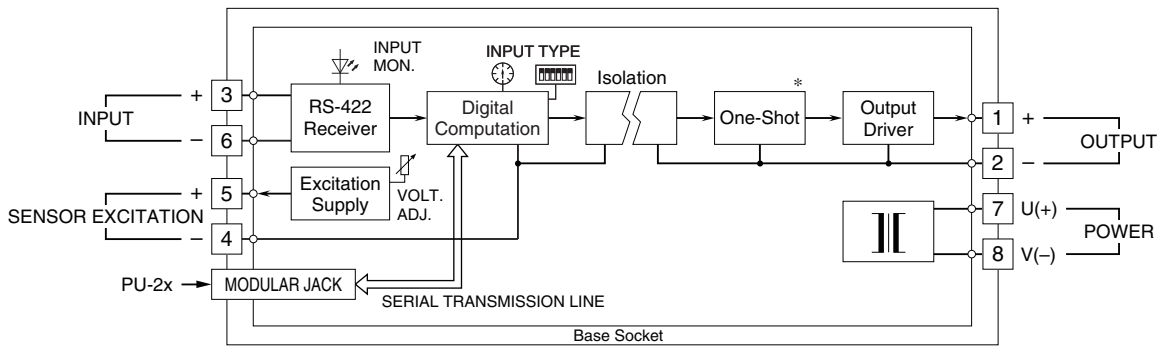 INPUT
MON.
INPUT TYPE
Isolation
*
+ 3
RS-422
Receiver
Digital
Computation
One-Shot
Output
Driver
1 +
INPUT
OUTPUT
− 6
2 −
+ 5
Excitation
Supply
VOLT.
ADJ.
SENSOR EXCITATION
− 4
7 U(+)
POWER
8 V(−)
PU-2x
MODULAR JACK
SERIAL TRANSMISSION LINE
Base Socket